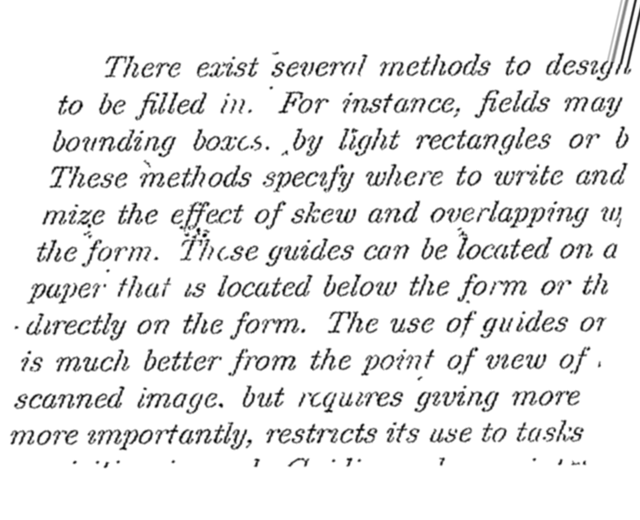 There exist several methods to design
to be filled in. For instance, fields may
bounding boxes. by light rectangles or b
These methods specify where to write and
mize the effect of skew and overlapping w
the form. These guides can be located on a
paper that is located below the form or th
directly on the form. The use of guides or
is much better from the point of view of
scanned image. but requires giving more
more importantly, restricts its use to tasks